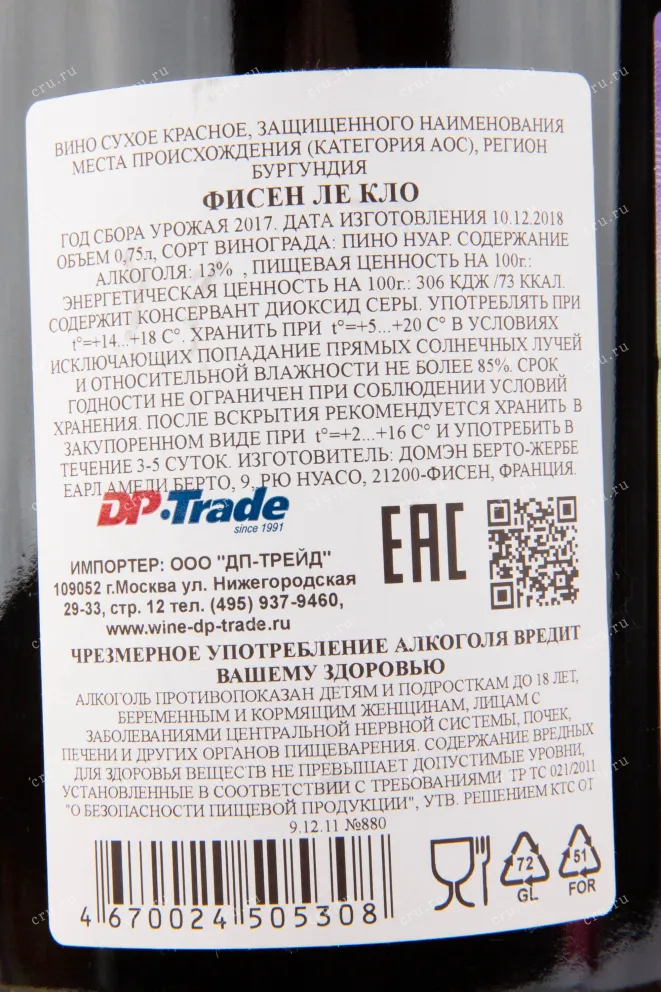 ВИНО СУХОЕ КРАСНОЕ, ЗАЩИЩЕННОГО НАИМЕНОВАНИЯ
МЕСТА ПРОИСХОЖДЕНИЯ (КАТЕГОРИЯ АОС), РЕГИОН
БУРГУНДИЯ
ФИСЕН ЛЕ КЛО
ГОД СБОРА УРОЖАЯ 2017. ДАТА ИЗГОТОВЛЕНИЯ 10.12.2018
ОБЪЕМ 0,75л, СОРТ ВИНОГРАДА: ПИНО НУАР. СОДЕРЖАНИЕ
АЛКОГОЛЯ: 13% , ПИЩЕВАЯ ЦЕННОСТЬ НА 100г.:
ЭНЕРГЕТИЧЕСКАЯ ЦЕННОСТЬ НА 100г.: 306 КДЖ /73 ККАЛ.
СОДЕРЖИТ КОНСЕРВАНТ ДИОКСИД СЕРЫ. УПОТРЕБЛЯТЬ ПРИ
t°=+14...+18 С°. ХРАНИТЬ ПРИ t°=+5...+20 С° В УСЛОВИЯХ
ИСКЛЮЧАЮЩИХ ПОПАДАНИЕ ПРЯМЫХ СОЛНЕЧНЫХ ЛУЧЕЙ
И ОТНОСИТЕЛЬНОЙ ВЛАЖНОСТИ НЕ БОЛЕЕ 85%. СРОК
ГОДНОСТИ НЕ ОГРАНИЧЕН ПРИ СОБЛЮДЕНИИ УСЛОВИЙ
ХРАНЕНИЯ. ПОСЛЕ ВСКРЫТИЯ РЕКОМЕНДУЕТСЯ ХРАНИТЬ В
ЗАКУПОРЕННОМ ВИДЕ ПРИ t°=+2...+16 С° И УПОТРЕБИТЬ В
ТЕЧЕНИЕ 3-5 СУТОК. ИЗГОТОВИТЕЛЬ: ДОМЭН БЕРТО-ЖЕРБЕ
ЕАРЛ АМЕЛИ БЕРТО, 9, РЮ НУАСО, 21200-ФИСЕН, ФРАНЦИЯ.
DP·Trade
since 1991
EAC
ИМПОРТЕР: ООО "ДП-ТРЕЙД"
109052 г.Москва ул. Нижегородская
29-33, стр. 12 тел. (495) 937-9460,
www.wine-dp-trade.ru
ЧРЕЗМЕРНОЕ УПОТРЕБЛЕНИЕ АЛКОГОЛЯ ВРЕДИТ
ВАШЕМУ ЗДОРОВЬЮ
АЛКОГОЛЬ ПРОТИВОПОКАЗАН ДЕТЯМ И ПОДРОСТКАМ ДО 18 ЛЕТ,
БЕРЕМЕННЫМ И КОРМЯЩИМ ЖЕНЩИНАМ, ЛИЦАМ С
ЗАБОЛЕВАНИЯМИ ЦЕНТРАЛЬНОЙ НЕРВНОЙ СИСТЕМЫ, ПОЧЕК,
ПЕЧЕНИ И ДРУГИХ ОРГАНОВ ПИЩЕВАРЕНИЯ. СОДЕРЖАНИЕ ВРЕДНЫХ
ДЛЯ ЗДОРОВЬЯ ВЕЩЕСТВ НЕ ПРЕВЫШАЕТ ДОПУСТИМЫЕ УРОВНИ,
УСТАНОВЛЕННЫЕ В СООТВЕТСТВИИ С ТРЕБОВАНИЯМИ ТР ТС 021/2011
"О БЕЗОПАСНОСТИ ПИЩЕВОЙ ПРОДУКЦИИ", УТВ. РЕШЕНИЕМ КТС ОТ
9.12.11 №880
4 670024 505308
72
GL
51
FOR
cru.ru